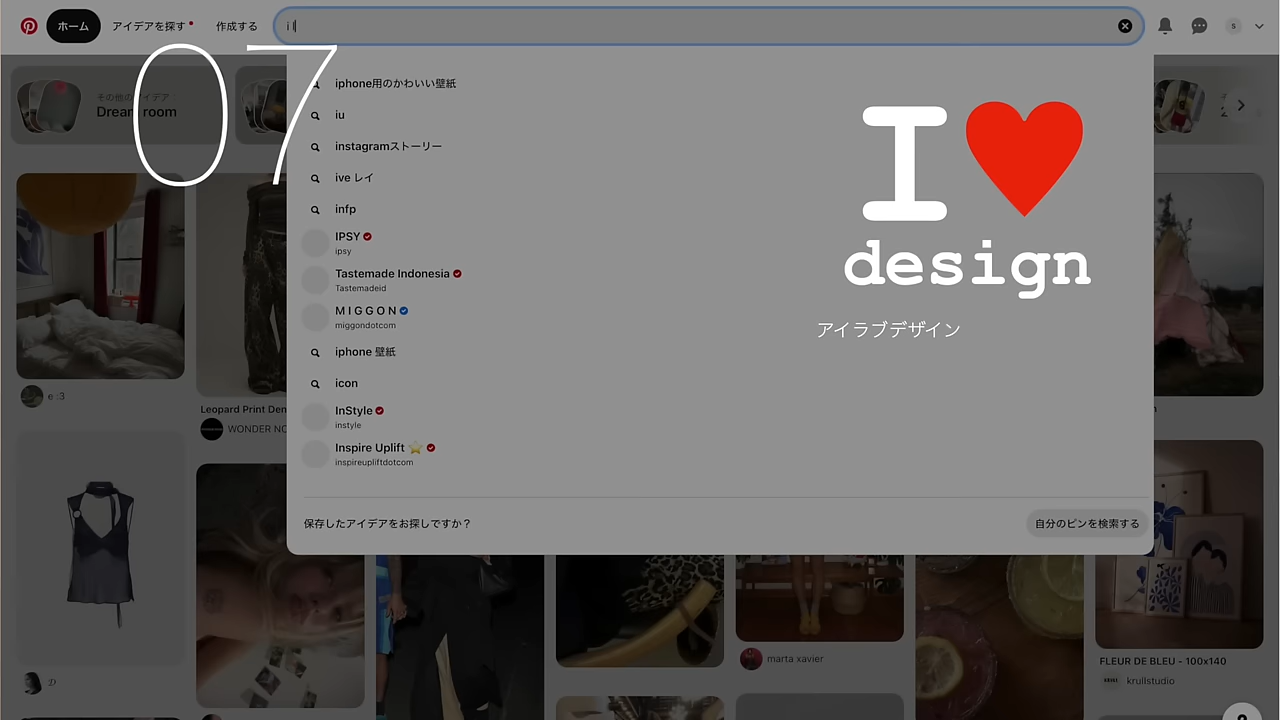 ホーム
アイデアを探す
作成する
i l
s
07
その他のアイデア
Dream room
iphone用のかわいい壁紙
iu
instagramストーリー
ive レイ
infp
IPSY
ipsy
Tastemade Indonesia
Tastemadeid
M I G G O N
miggondotcom
iphone 壁紙
icon
InStyle
instyle
Inspire Uplift ⭐
inspireupliftdotcom
保存したアイデアをお探しですか？
自分のピンを検索する
I ♥
design
アイラブデザイン
e :3
Leopard Print Den
WONDER NO
marta xavier
FLEUR DE BLEU - 100x140
krullstudio